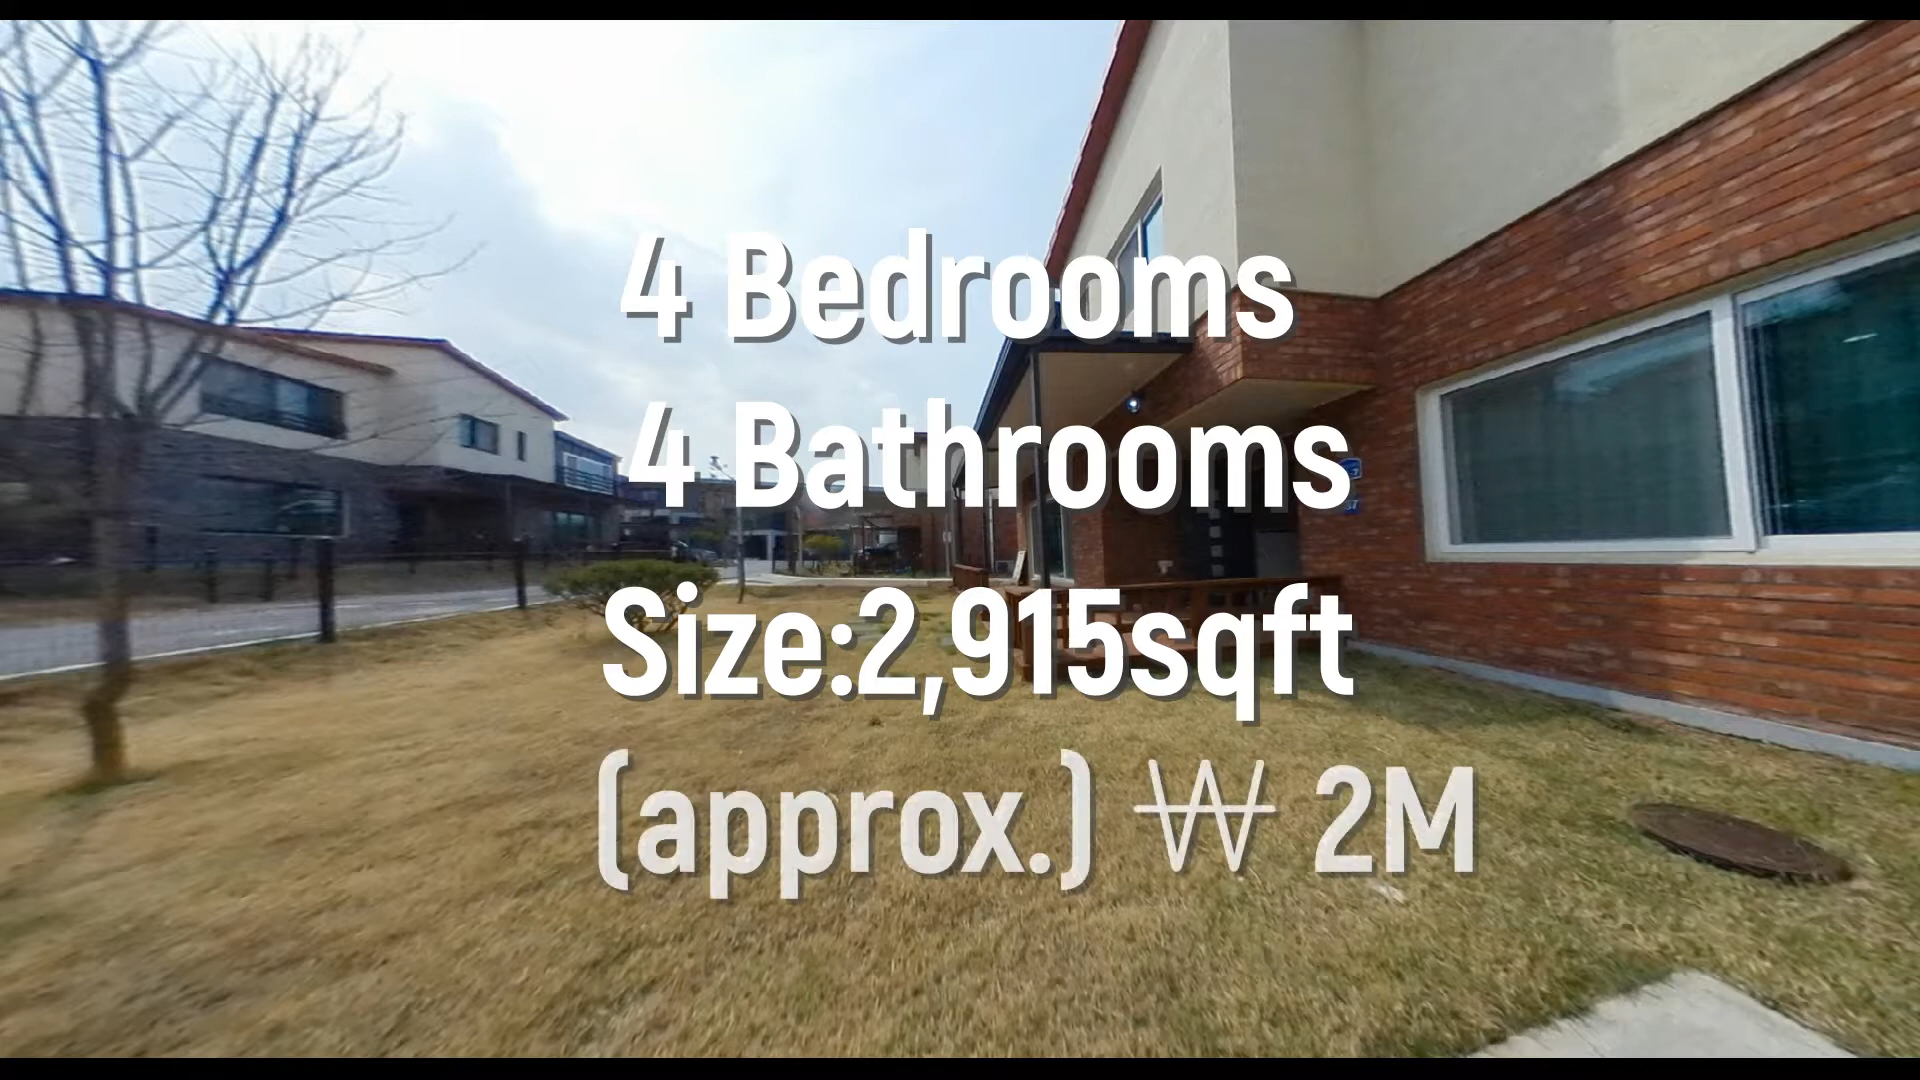 4 Bedrooms
4 Bathrooms
Size:2,915sqft
(approx.) ₩ 2M